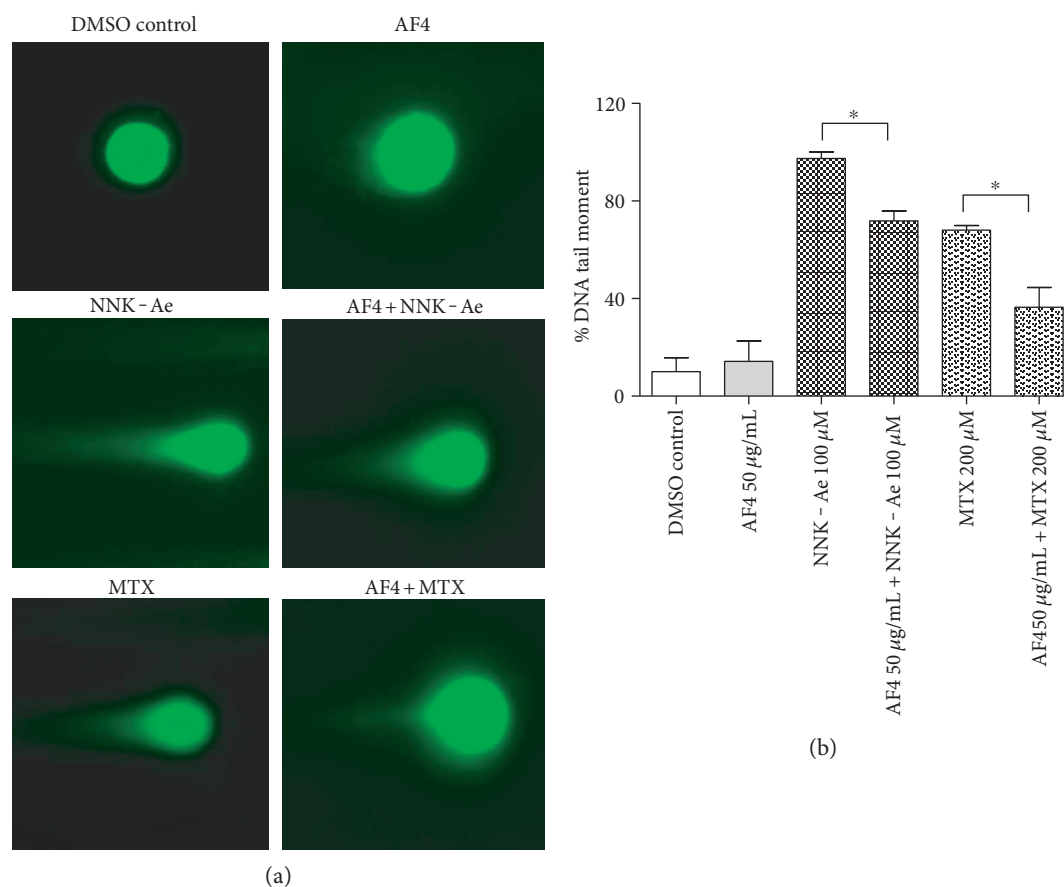 DMSO control
AF4
NNK - Ae
AF4 + NNK - Ae
MTX
AF4 + MTX
(a)
120
80
40
0
% DNA tail moment
*
*
DMSO control
AF4 50 μg/mL
NNK - Ae 100 μM
AF4 50 μg/mL + NNK - Ae 100 μM
MTX 200 μM
AF450 μg/mL + MTX 200 μM
(b)